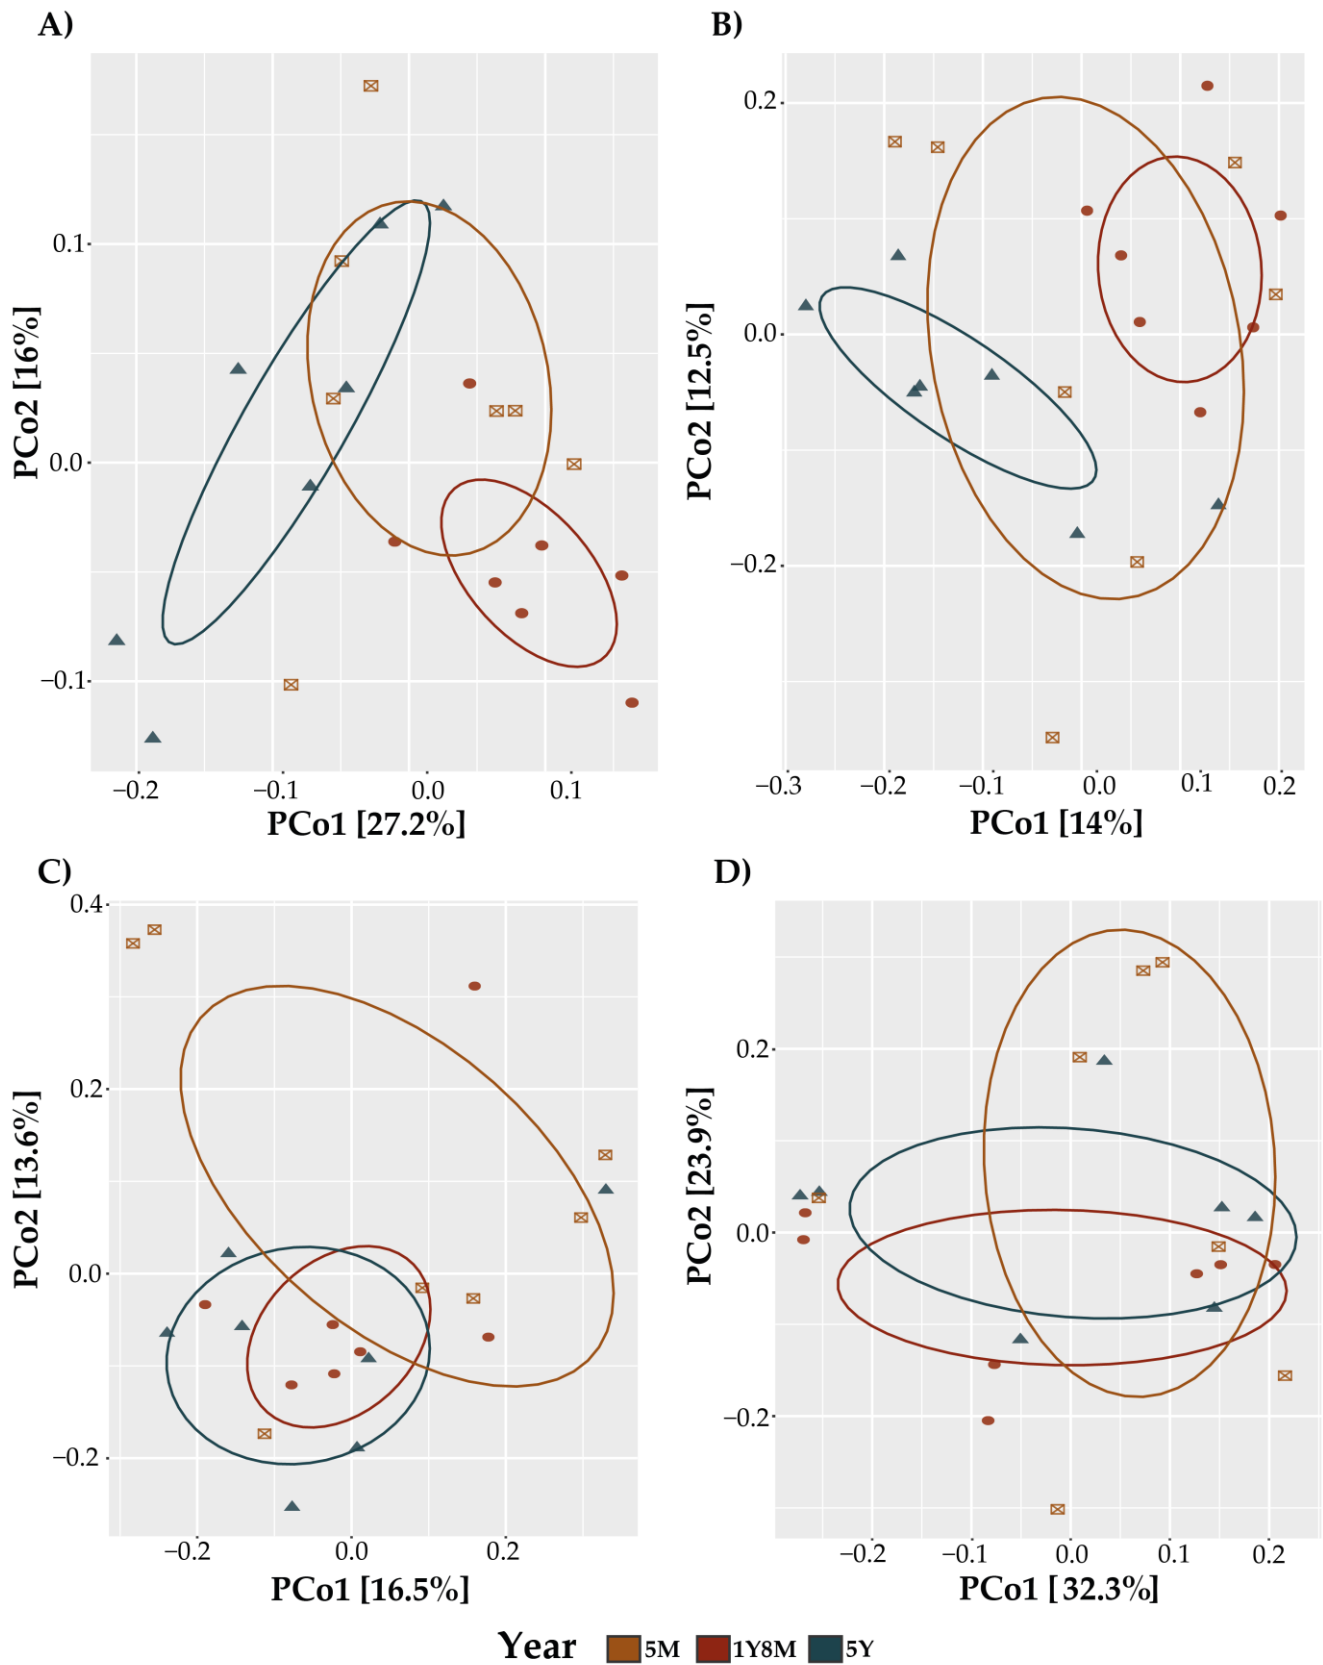 A)
0.1
0.0
−0.1
PCo2 [16%]
−0.2 −0.1 0.0 0.1
PCo1 [27.2%]
B)
0.2
0.0
−0.2
PCo2 [12.5%]
−0.3 −0.2 −0.1 0.0 0.1 0.2
PCo1 [14%]
C)
0.4
0.2
0.0
−0.2
PCo2 [13.6%]
−0.2 0.0 0.2
PCo1 [16.5%]
D)
0.2
0.0
−0.2
PCo2 [23.9%]
−0.2 −0.1 0.0 0.1 0.2
PCo1 [32.3%]
Year 5M 1Y8M 5Y